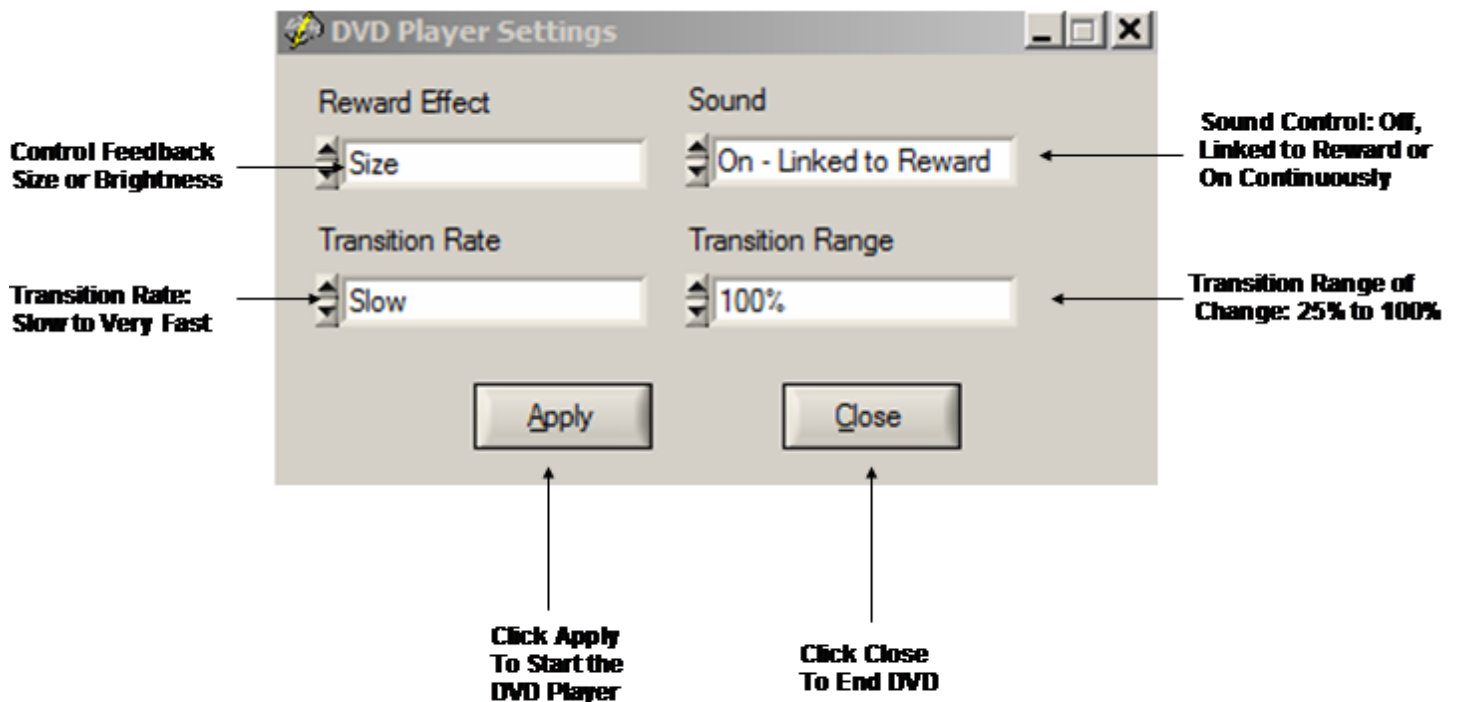 DVD Player Settings
Reward Effect
Sound
Control Feedback
Size or Brightness
Size
On - Linked to Reward
Sound Control: Off,
Linked to Reward or
On Continuously
Transition Rate
Transition Range
Transition Rate:
Slow to Very Fast
Slow
100%
Transition Range of
Change: 25% to 100%
Apply
Close
Click Apply
To Start the
DVD Player
Click Close
To End DVD